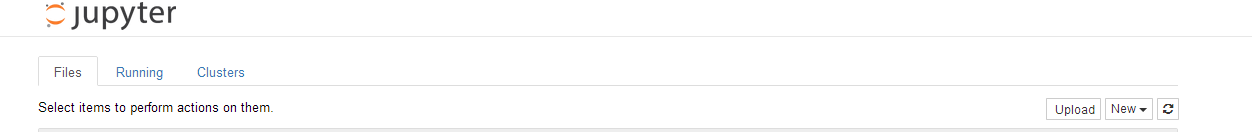 jupyter
Files Running Clusters
Select items to perform actions on them. Upload New